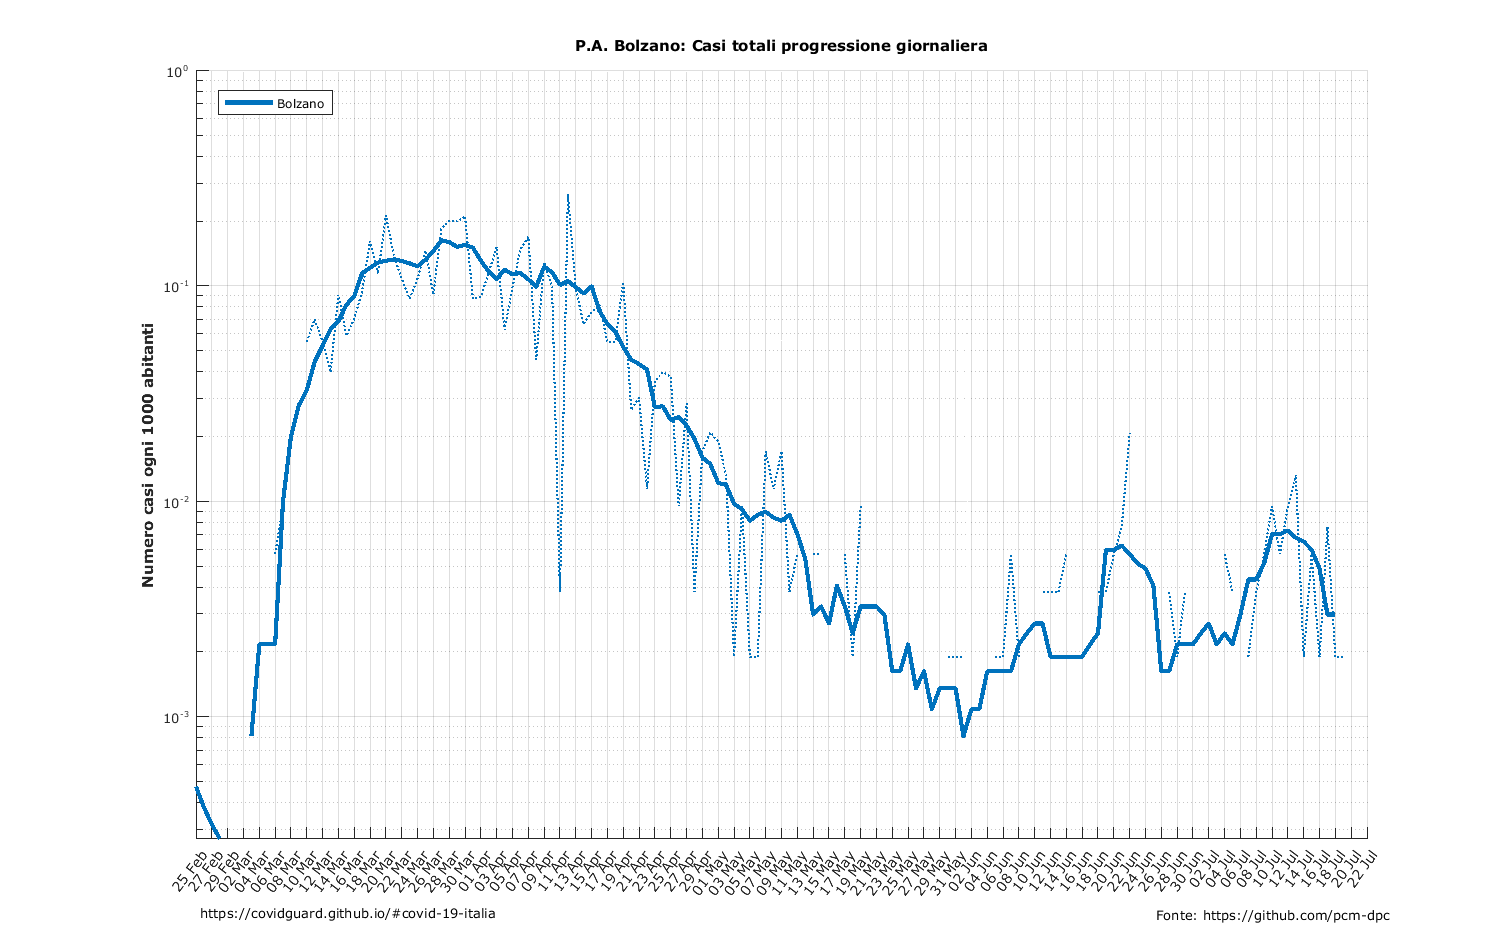 P.A. Bolzano: Casi totali progressione giornaliera
10⁰
Bolzano
10⁻¹
Numero casi ogni 1000 abitanti
10⁻²
10⁻³
25 Feb
27 Feb
29 Feb
02 Mar
04 Mar
06 Mar
08 Mar
10 Mar
12 Mar
14 Mar
16 Mar
18 Mar
20 Mar
22 Mar
24 Mar
26 Mar
28 Mar
30 Mar
01 Apr
03 Apr
05 Apr
07 Apr
09 Apr
11 Apr
13 Apr
15 Apr
17 Apr
19 Apr
21 Apr
23 Apr
25 Apr
27 Apr
29 Apr
01 May
03 May
05 May
07 May
09 May
11 May
13 May
15 May
17 May
19 May
21 May
23 May
25 May
27 May
29 May
31 May
02 Jun
04 Jun
06 Jun
08 Jun
10 Jun
12 Jun
14 Jun
16 Jun
18 Jun
20 Jun
22 Jun
24 Jun
26 Jun
28 Jun
30 Jun
02 Jul
04 Jul
06 Jul
08 Jul
10 Jul
12 Jul
14 Jul
16 Jul
18 Jul
20 Jul
22 Jul
https://covidguard.github.io/#covid-19-italia
Fonte: https://github.com/pcm-dpc